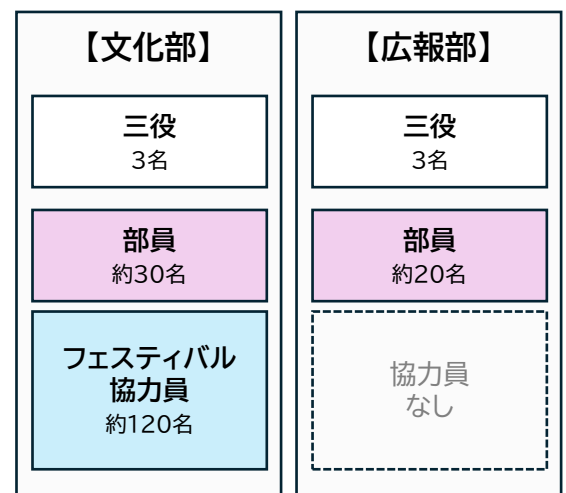 【文化部】
三役
3名
部員
約30名
フェスティバル
協力員
約120名
【広報部】
三役
3名
部員
約20名
協力員
なし